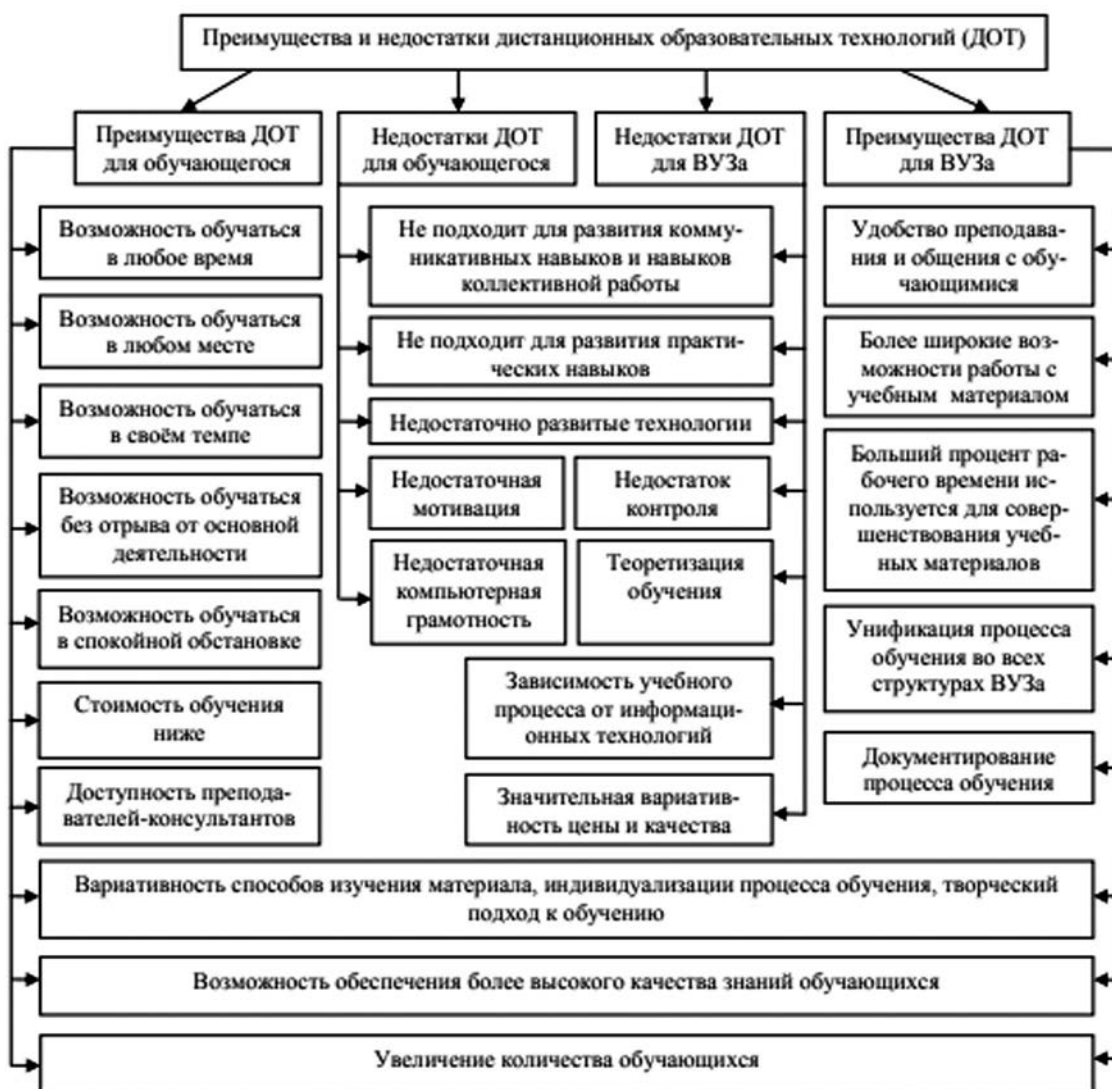 Преимущества и недостатки дистанционных образовательных технологий (ДОТ)
Преимущества ДОТ
для обучающегося
Недостатки ДОТ
для обучающегося
Недостатки ДОТ
для ВУЗа
Преимущества ДОТ
для ВУЗа
Возможность обучаться
в любое время
Возможность обучаться
в любом месте
Возможность обучаться
в своём темпе
Возможность обучаться
без отрыва от основной
деятельности
Возможность обучаться
в спокойной обстановке
Стоимость обучения
ниже
Доступность препода-
вателей-консультантов
Не подходит для развития комму-
никативных навыков и навыков
коллективной работы
Не подходит для развития практи-
ческих навыков
Недостаточно развитые технологии
Недостаточная
мотивация
Недостаток
контроля
Недостаточная
компьютерная
грамотность
Теоретизация
обучения
Зависимость учебного
процесса от информаци-
онных технологий
Значительная вариатив-
ность цены и качества
Удобство преподава-
ния и общения с обу-
чающимися
Более широкие воз-
можности работы с
учебным материалом
Больший процент ра-
бочего времени ис-
пользуется для совер-
шенствования учеб-
ных материалов
Унификация процесса
обучения во всех
структурах ВУЗа
Документирование
процесса обучения
Вариативность способов изучения материала, индивидуализации процесса обучения, творческий
подход к обучению
Возможность обеспечения более высокого качества знаний обучающихся
Увеличение количества обучающихся